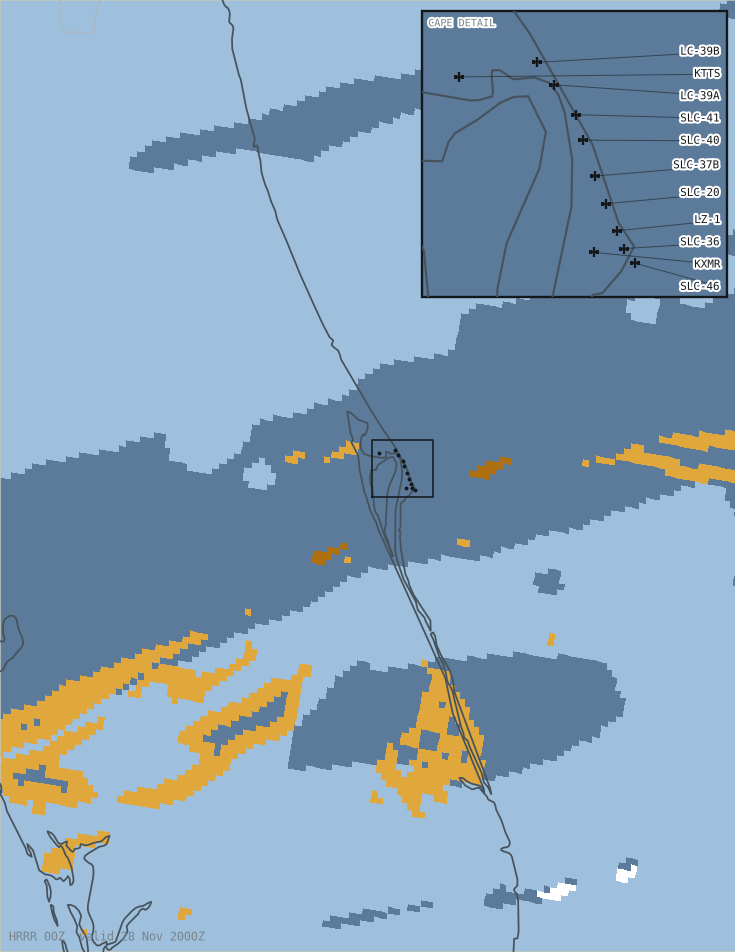 CAPE DETAIL
LC-39B
KTTS
LC-39A
SLC-41
SLC-40
SLC-37B
SLC-20
LZ-1
SLC-36
KXMR
SLC-46
HRRR 00Z  Valid 28 Nov 2000Z